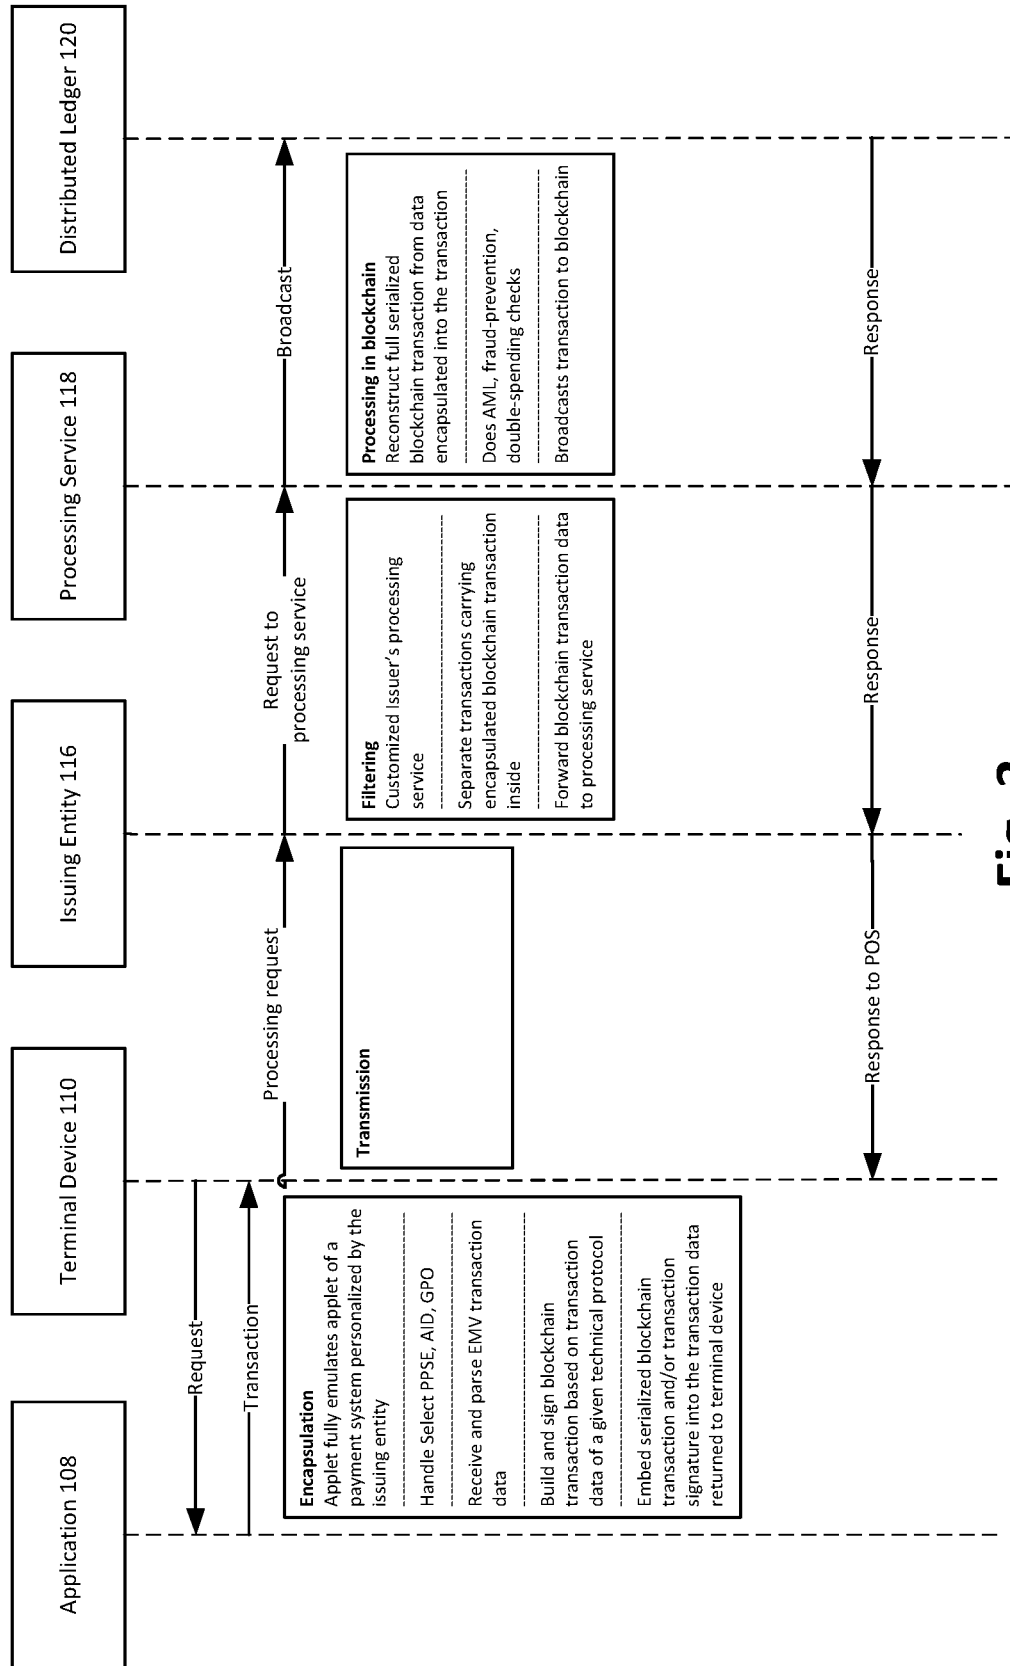 Application 108
Terminal Device 110
Issuing Entity 116
Processing Service 118
Distributed Ledger 120
Request
Transaction
Processing request
Request to
processing service
Broadcast
Encapsulation
Applet fully emulates applet of a
payment system personalized by the
issuing entity
Handle Select PPSE, AID, GPO
Receive and parse EMV transaction
data
Build and sign blockchain
transaction based on transaction
data of a given technical protocol
Embed serialized blockchain
transaction and/or transaction
signature into the transaction data
returned to terminal device
Transmission
Filtering
Customized Issuer's processing
service
Separate transactions carrying
encapsulated blockchain transaction
inside
Forward blockchain transaction data
to processing service
Processing in blockchain
Reconstruct full serialized
blockchain transaction from data
encapsulated into the transaction
Does AML, fraud-prevention,
double-spending checks
Broadcasts transaction to blockchain
Response to POS
Response
Response